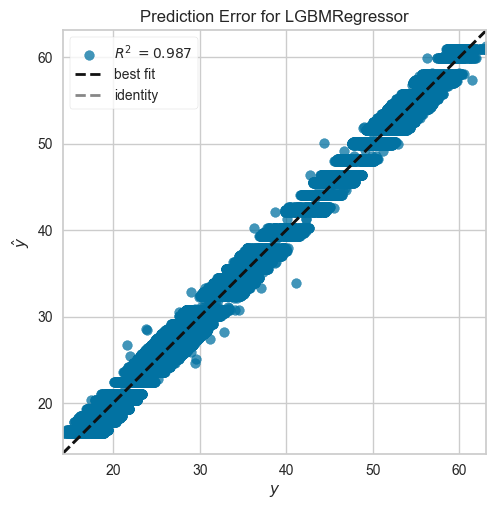 Prediction Error for LGBMRegressor
R² = 0.987
best fit
identity
60
50
40
30
20
ŷ
20 30 40 50 60
y